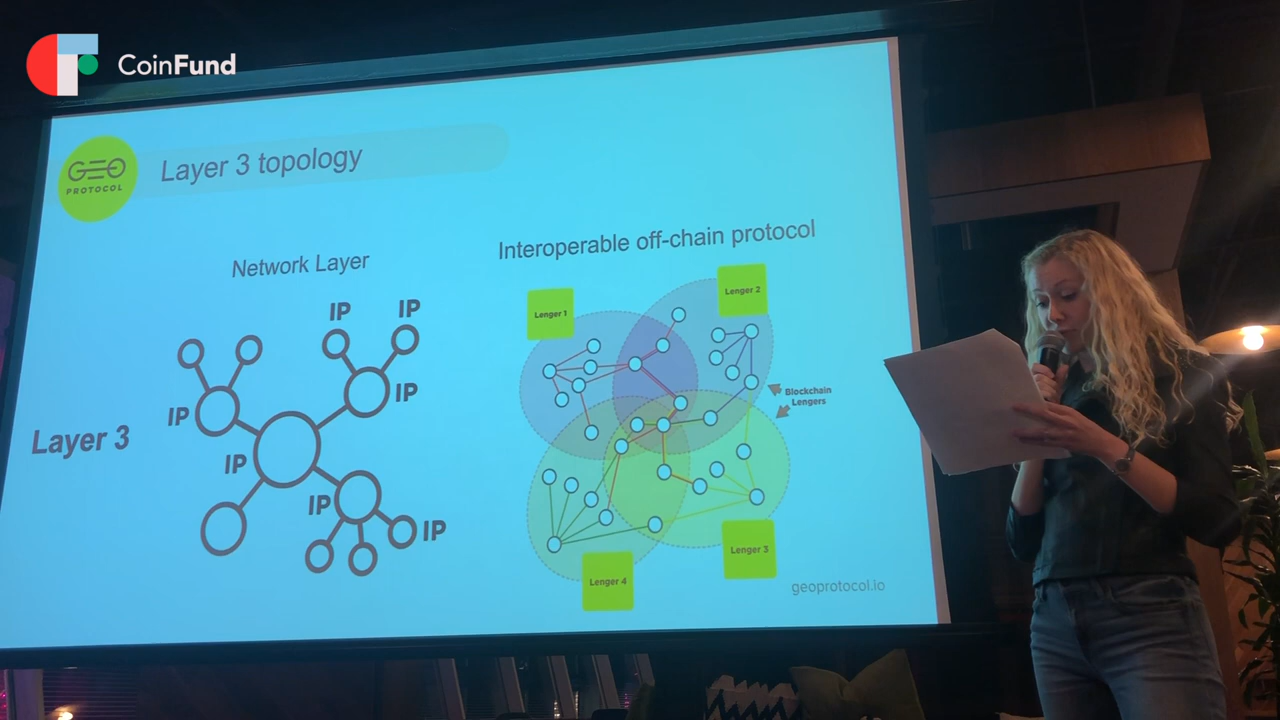 CoinFund
GEO
PROTOCOL
Layer 3 topology
Network Layer
Interoperable off-chain protocol
IP
IP
Lenger 1
Lenger 2
IP
IP
Blockchain
Lengers
Layer 3
IP
IP
IP
Lenger 3
Lenger 4
geoprotocol.io